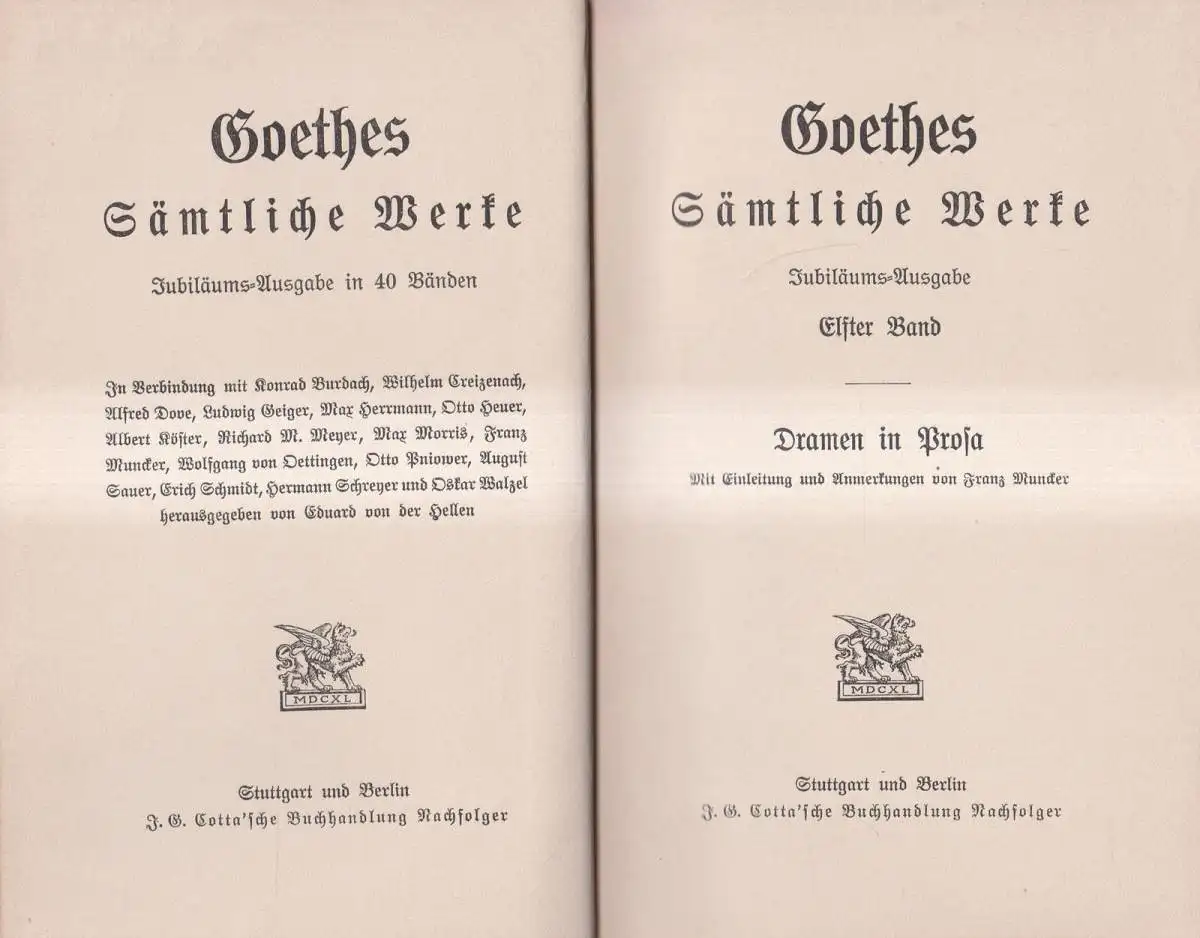 Goethes
Sämtliche Werke
Jubiläums-Ausgabe in 40 Bänden
In Verbindung mit Konrad Burdach, Wilhelm Creizenach,
Alfred Dove, Ludwig Geiger, Max Herrmann, Otto Heuer,
Albert Köster, Richard M. Meyer, Max Morris, Franz
Muncker, Wolfgang von Oettingen, Otto Pniower, August
Sauer, Erich Schmidt, Hermann Schreyer und Oskar Walzel
herausgegeben von Eduard von der Hellen
MDCXL
Stuttgart und Berlin
J. G. Cotta'sche Buchhandlung Nachfolger
Goethes
Sämtliche Werke
Jubiläums-Ausgabe
Elfter Band
Dramen in Prosa
Mit Einleitung und Anmerkungen von Franz Muncker
MDCXL
Stuttgart und Berlin
J. G. Cotta'sche Buchhandlung Nachfolger